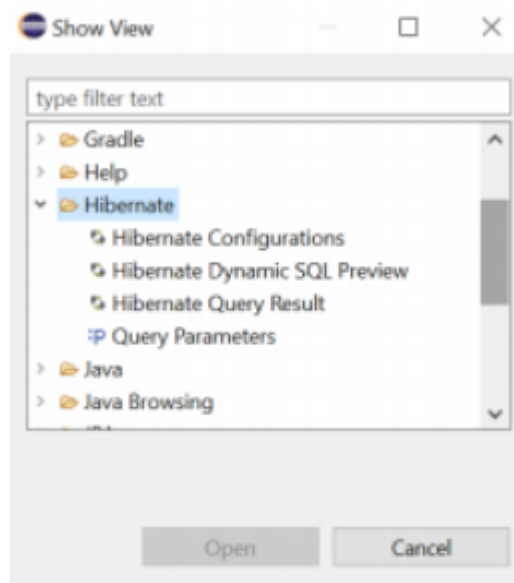 Show View
type filter text
Gradle
Help
Hibernate
Hibernate Configurations
Hibernate Dynamic SQL Preview
Hibernate Query Result
Query Parameters
Java
Java Browsing
Open
Cancel